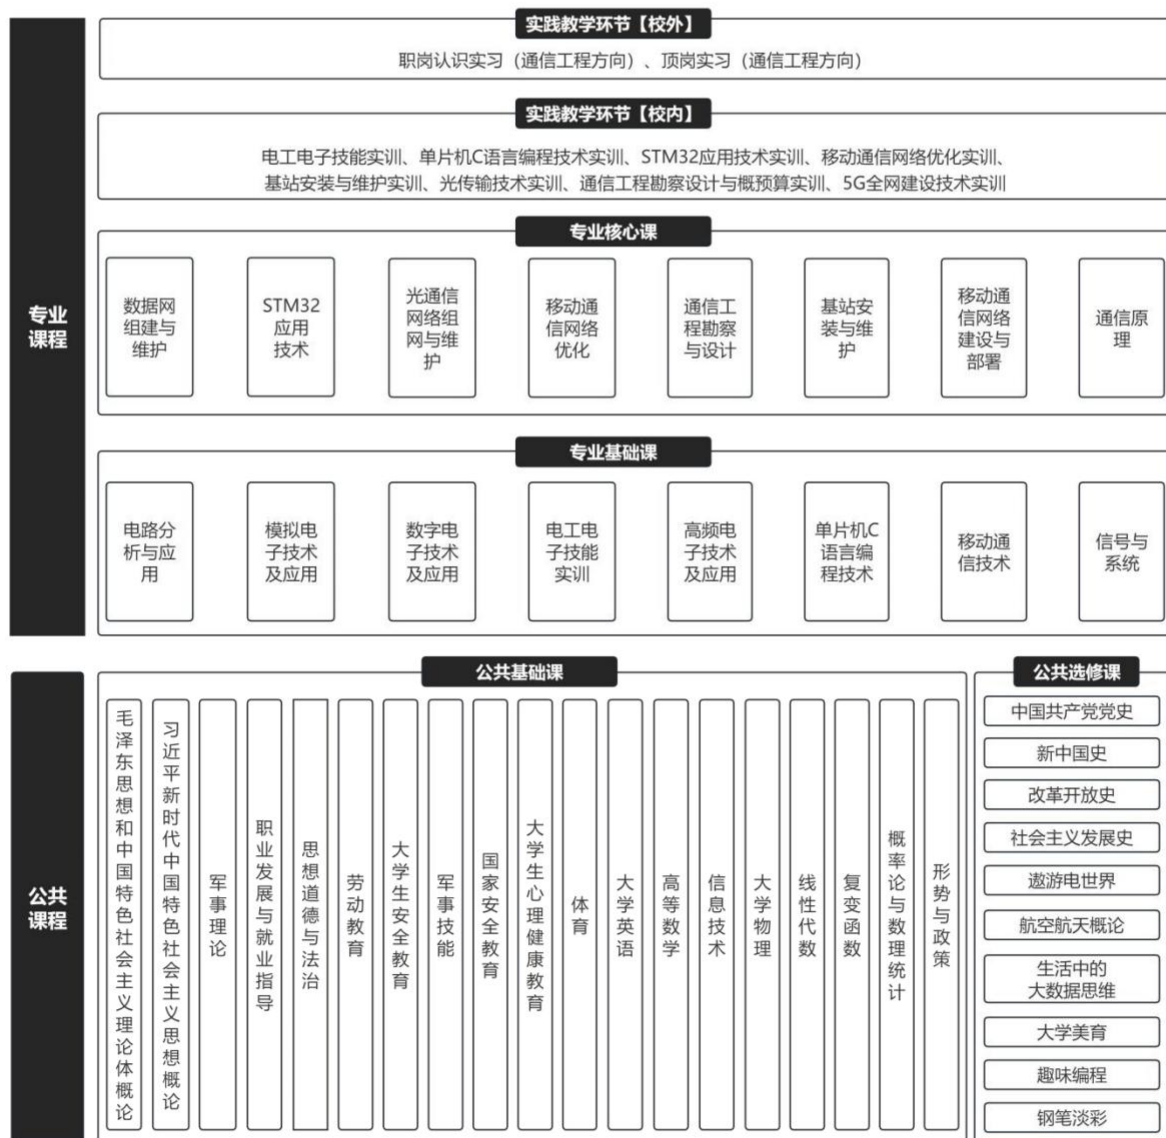 专业
课程
实践教学环节【校外】
职岗认识实习（通信工程方向）、顶岗实习（通信工程方向）
实践教学环节【校内】
电工电子技能实训、单片机C语言编程技术实训、STM32应用技术实训、移动通信网络优化实训、
基站安装与维护实训、光传输技术实训、通信工程勘察设计与概预算实训、5G全网建设技术实训
专业核心课
数据网
组建与
维护
STM32
应用
技术
光通信
网络组
网与维
护
移动通
信网络
优化
通信工
程勘察
与设计
基站安
装与维
护
移动通
信网络
建设与
部署
通信原
理
专业基础课
电路分
析与应
用
模拟电
子技术
及应用
数字电
子技术
及应用
电工电
子技能
实训
高频电
子技术
及应用
单片机C
语言编
程技术
移动通
信技术
信号与
系统
公共
课程
公共基础课
毛泽东思想和中国特色社会主义理论体概论
习近平新时代中国特色社会主义思想概论
军事理论
职业发展与就业指导
思想道德与法治
劳动教育
大学生安全教育
军事技能
国家安全教育
大学生心理健康教育
体育
大学英语
高等数学
信息技术
大学物理
线性代数
复变函数
概率论与数理统计
形势与政策
公共选修课
中国共产党党史
新中国史
改革开放史
社会主义发展史
遨游电世界
航空航天概论
生活中的
大数据思维
大学美育
趣味编程
钢笔淡彩